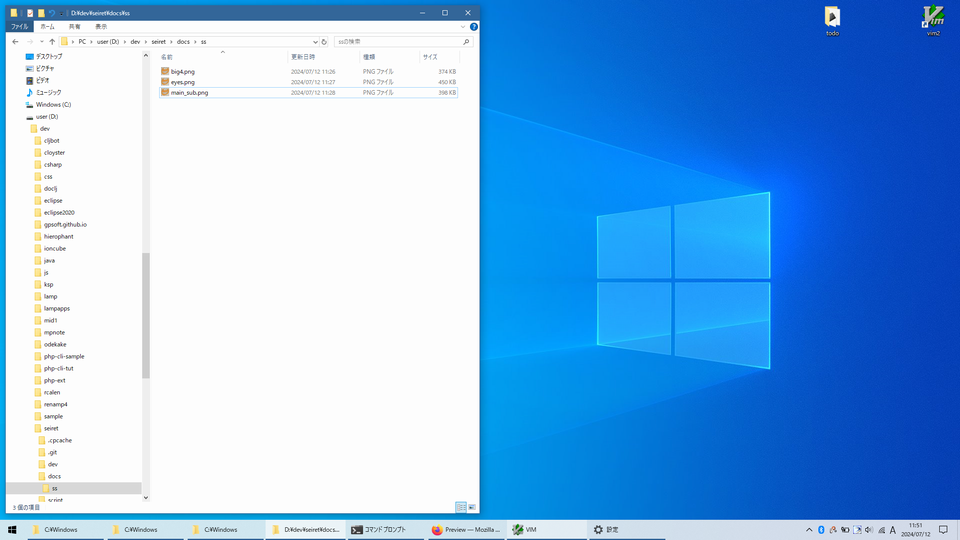 D:¥dev¥seiret¥docs¥ss
ファイル ホーム 共有 表示
PC › user (D:) › dev › seiret › docs › ss
ssの検索
名前 更新日時 種類 サイズ
big4.png 2024/07/12 11:26 PNG ファイル 374 KB
eyes.png 2024/07/12 11:27 PNG ファイル 450 KB
main_sub.png 2024/07/12 11:28 PNG ファイル 398 KB
デスクトップ
ピクチャ
ビデオ
ミュージック
Windows (C:)
user (D:)
dev
cljbot
cloyster
csharp
css
doclj
eclipse
eclipse2020
gpsoft.github.io
hierophant
ioncube
java
js
ksp
lamp
lampapps
mid1
mpnote
odekake
php-cli-sample
php-cli-tut
php-ext
rcalen
renamp4
sample
seiret
.cpcache
.git
dev
docs
ss
script
3 個の項目
todo
vim2
C:¥Windows
C:¥Windows
C:¥Windows
D:¥dev¥seiret¥docs...
コマンド プロンプト
Preview — Mozilla ...
VIM
設定
A
11:51
2024/07/12